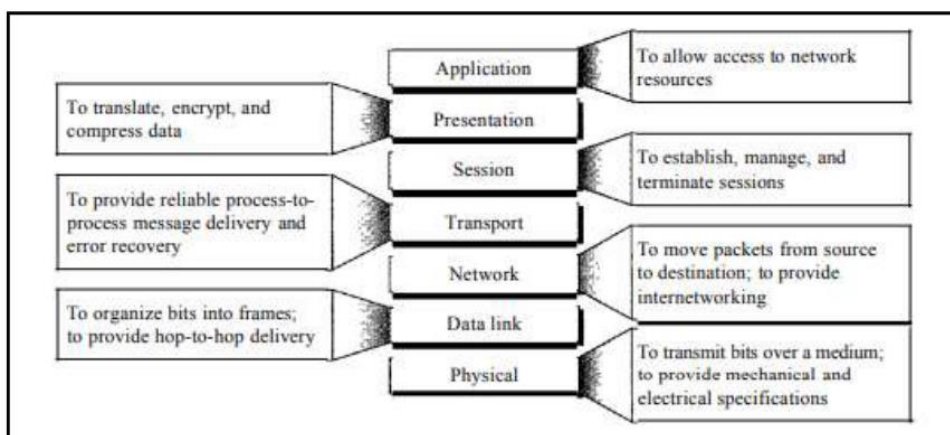 Application
To allow access to network
resources
To translate, encrypt, and
compress data
Presentation
Session
To establish, manage, and
terminate sessions
To provide reliable process-to-
process message delivery and
error recovery
Transport
Network
To move packets from source
to destination; to provide
internetworking
To organize bits into frames;
to provide hop-to-hop delivery
Data link
Physical
To transmit bits over a medium;
to provide mechanical and
electrical specifications